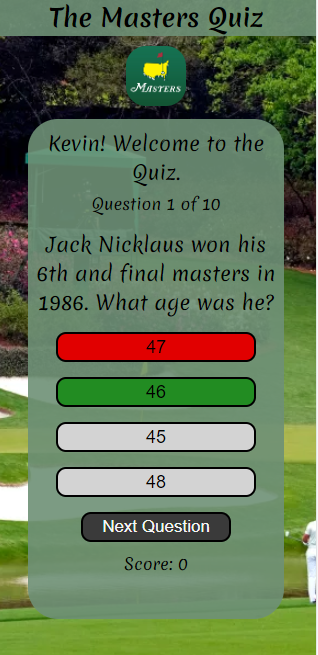 The Masters Quiz
MASTERS
Kevin! Welcome to the
Quiz.
Question 1 of 10
Jack Nicklaus won his
6th and final masters in
1986. What age was he?
47
46
45
48
Next Question
Score: 0